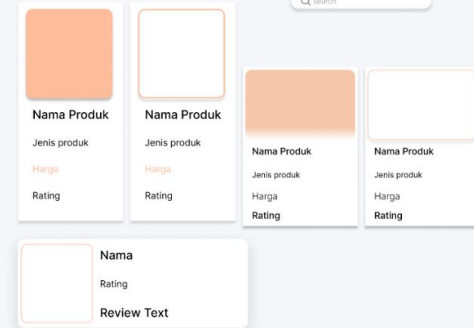 search
Nama Produk
Jenis produk
Harga
Rating
Nama Produk
Jenis produk
Harga
Rating
Nama Produk
Jenis produk
Harga
Rating
Nama Produk
Jenis produk
Harga
Rating
Nama
Rating
Review Text